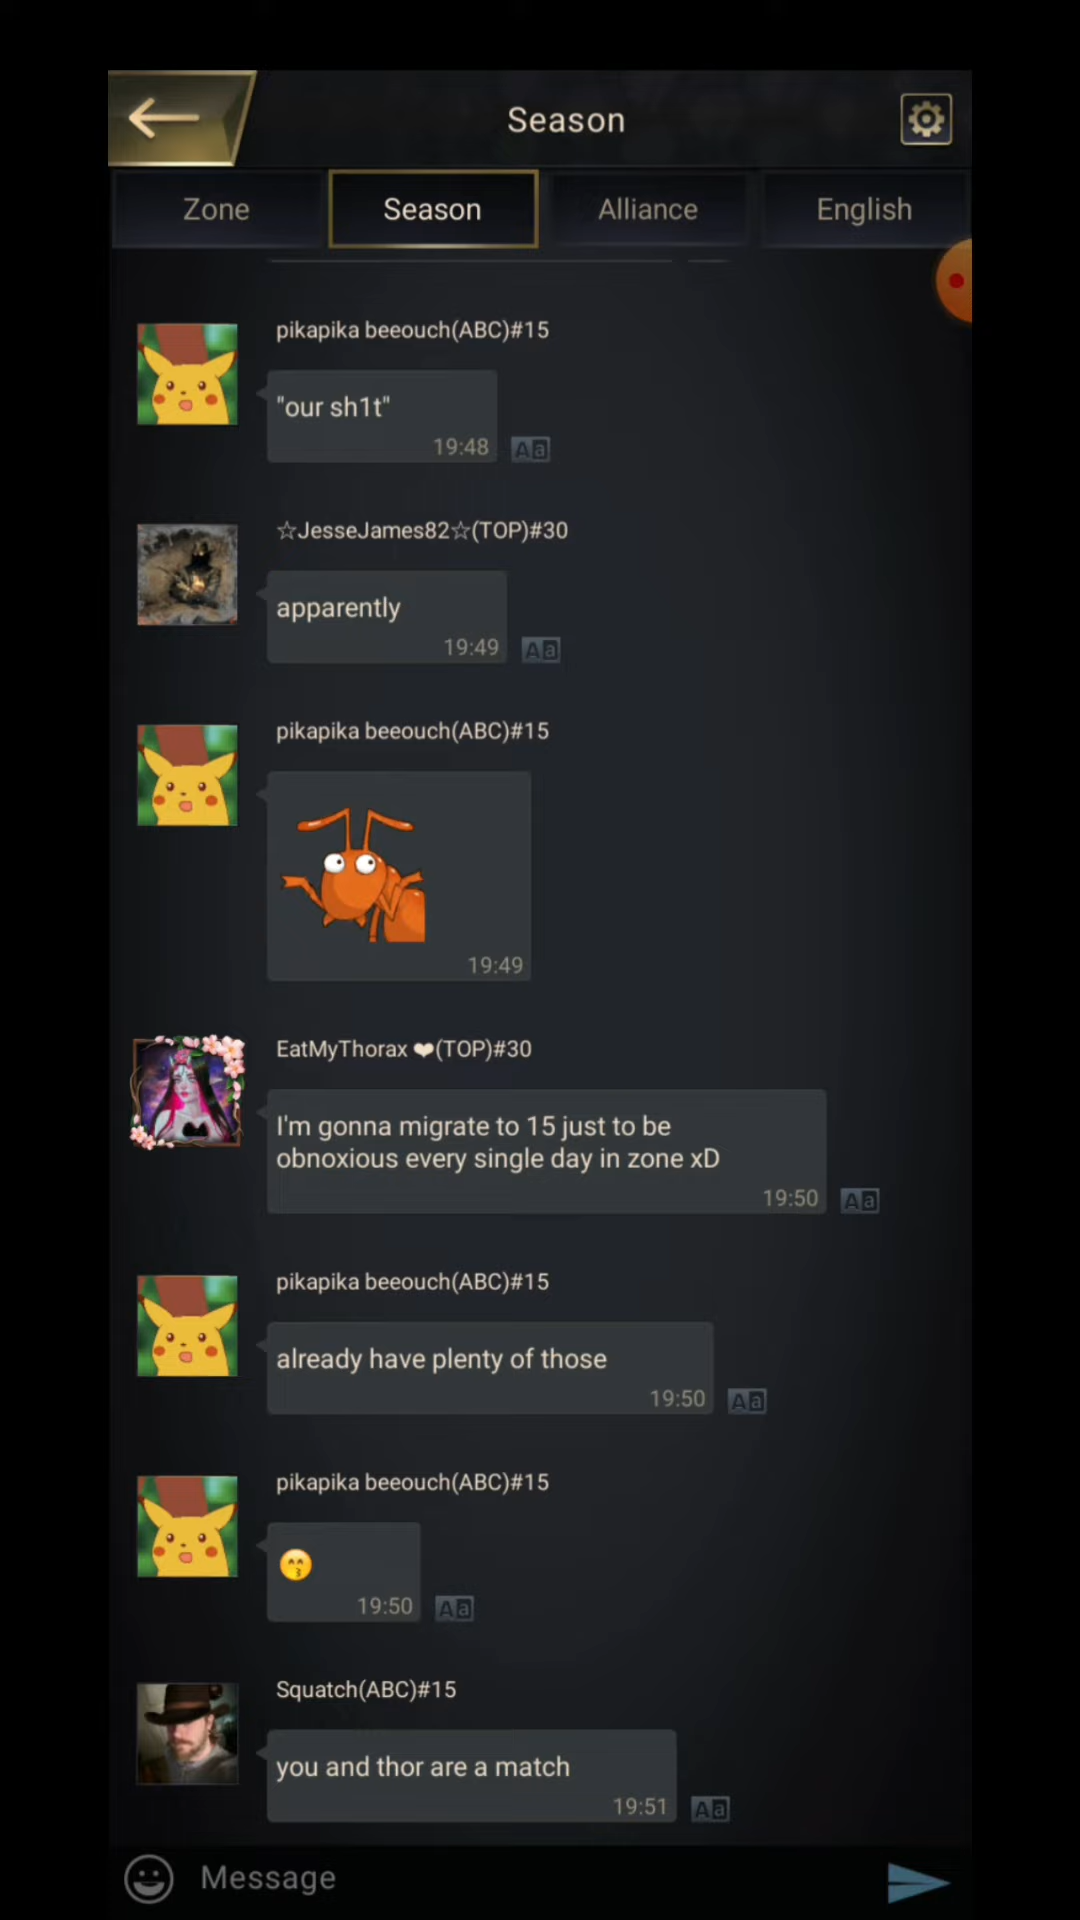 Season
Zone
Season
Alliance
English
pikapika beeouch(ABC)#15
"our sh1t"
19:48
Aa
☆JesseJames82☆(TOP)#30
apparently
19:49
Aa
pikapika beeouch(ABC)#15
19:49
EatMyThorax ❤(TOP)#30
I'm gonna migrate to 15 just to be
obnoxious every single day in zone xD
19:50
Aa
pikapika beeouch(ABC)#15
already have plenty of those
19:50
Aa
pikapika beeouch(ABC)#15
😙
19:50
Aa
Squatch(ABC)#15
you and thor are a match
19:51
Aa
Message